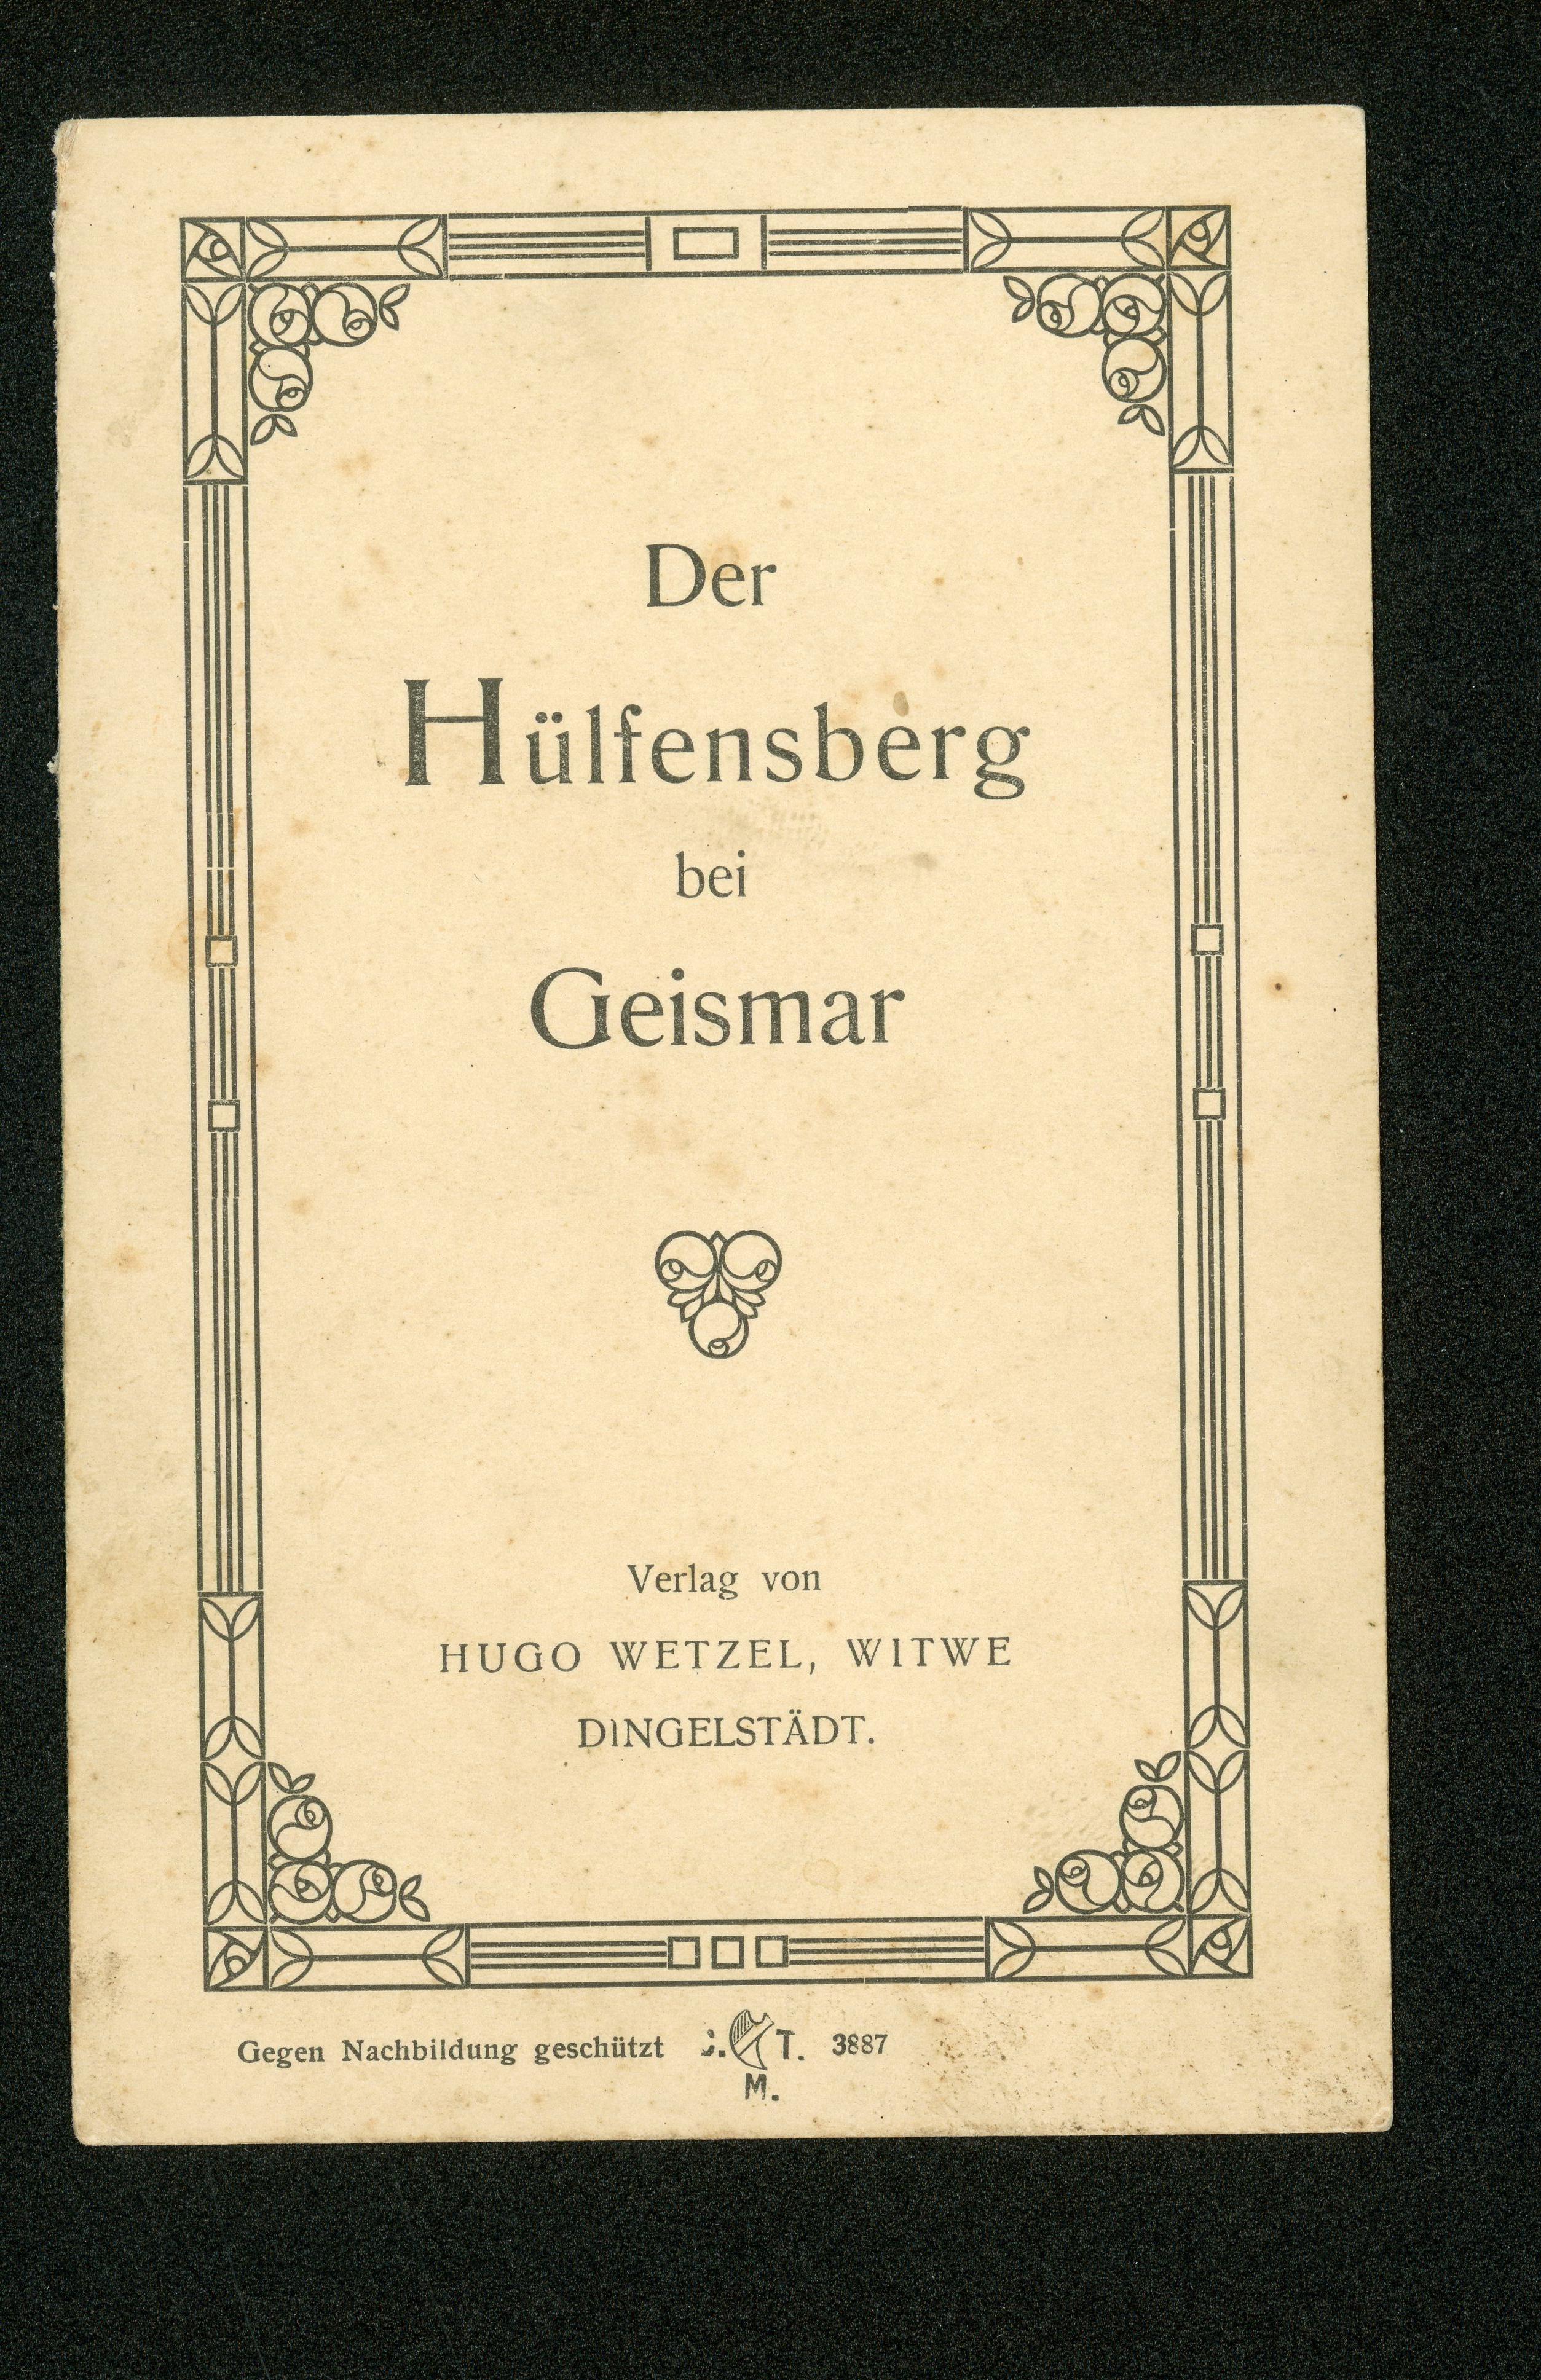 Der
Hülfensberg
bei
Geismar
Verlag von
HUGO WETZEL, WITWE
DINGELSTÄDT.
Gegen Nachbildung geschützt T. 3887
M.